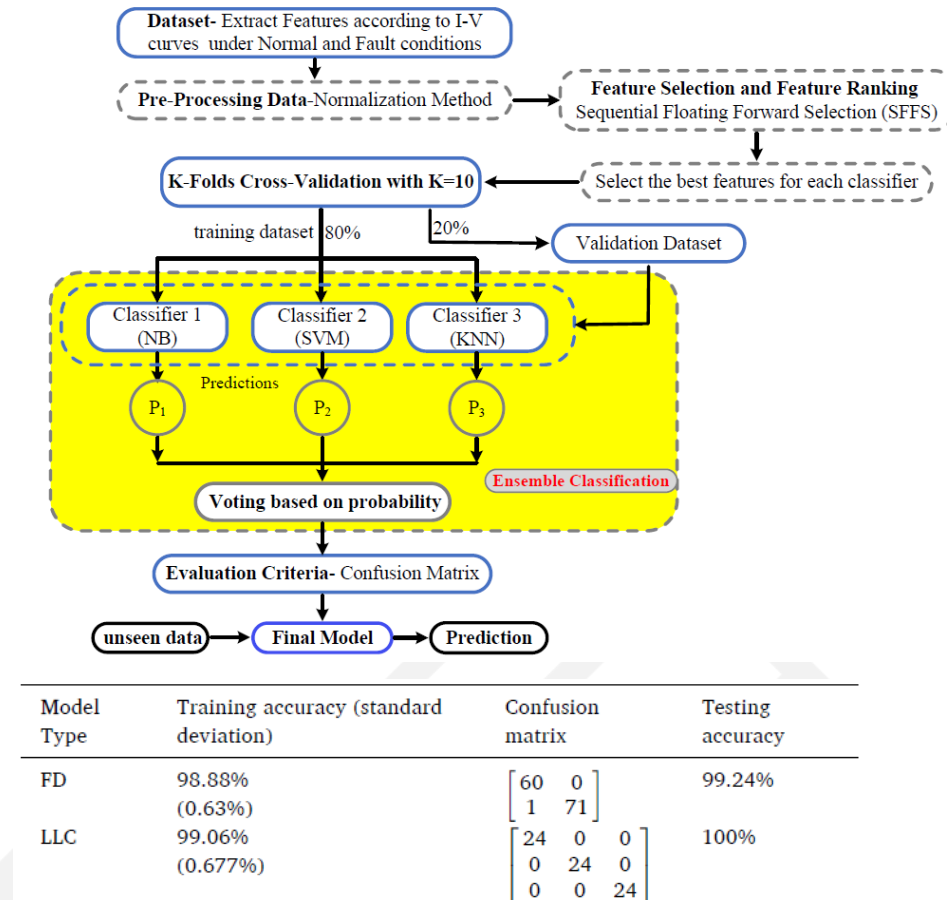 Dataset- Extract Features according to I-V
curves under Normal and Fault conditions
Pre-Processing Data-Normalization Method
Feature Selection and Feature Ranking
Sequential Floating Forward Selection (SFFS)
K-Folds Cross-Validation with K=10
Select the best features for each classifier
training dataset 80%
20%
Validation Dataset
Classifier 1
(NB)
Classifier 2
(SVM)
Classifier 3
(KNN)
Predictions
P1
P2
P3
Ensemble Classification
Voting based on probability
Evaluation Criteria- Confusion Matrix
unseen data
Final Model
Prediction
Model Type
Training accuracy (standard deviation)
Confusion matrix
Testing accuracy
FD
98.88%
(0.63%)
60 0
1 71
99.24%
LLC
99.06%
(0.677%)
24 0 0
0 24 0
0 0 24
100%